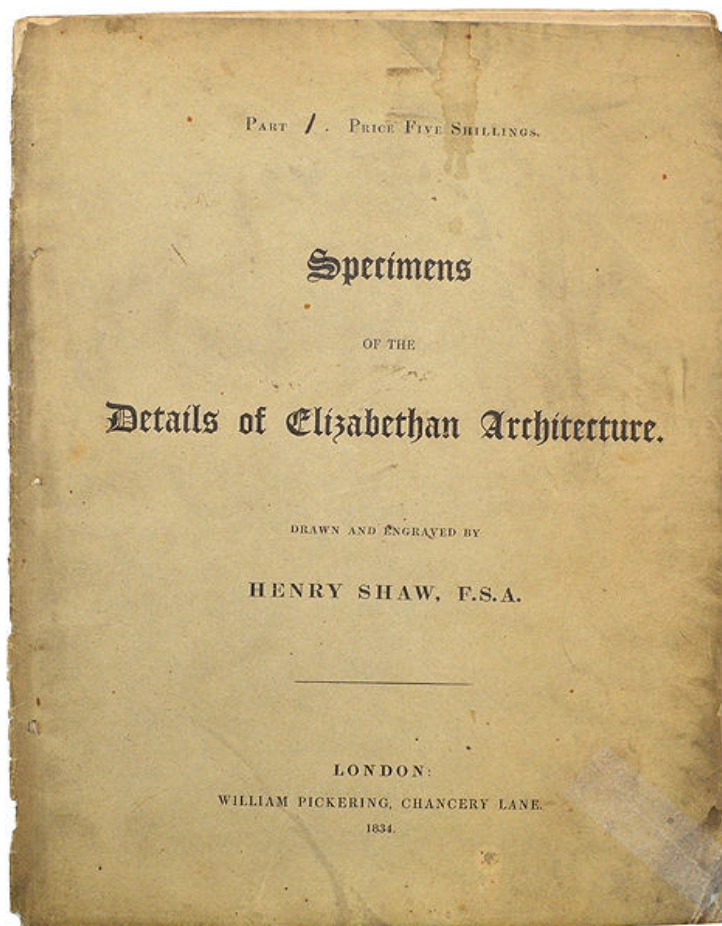 Part 1. Price Five Shillings.
Specimens
OF THE
Details of Elizabethan Architecture.
DRAWN AND ENGRAVED BY
HENRY SHAW, F.S.A.
LONDON:
WILLIAM PICKERING, CHANCERY LANE.
1834.